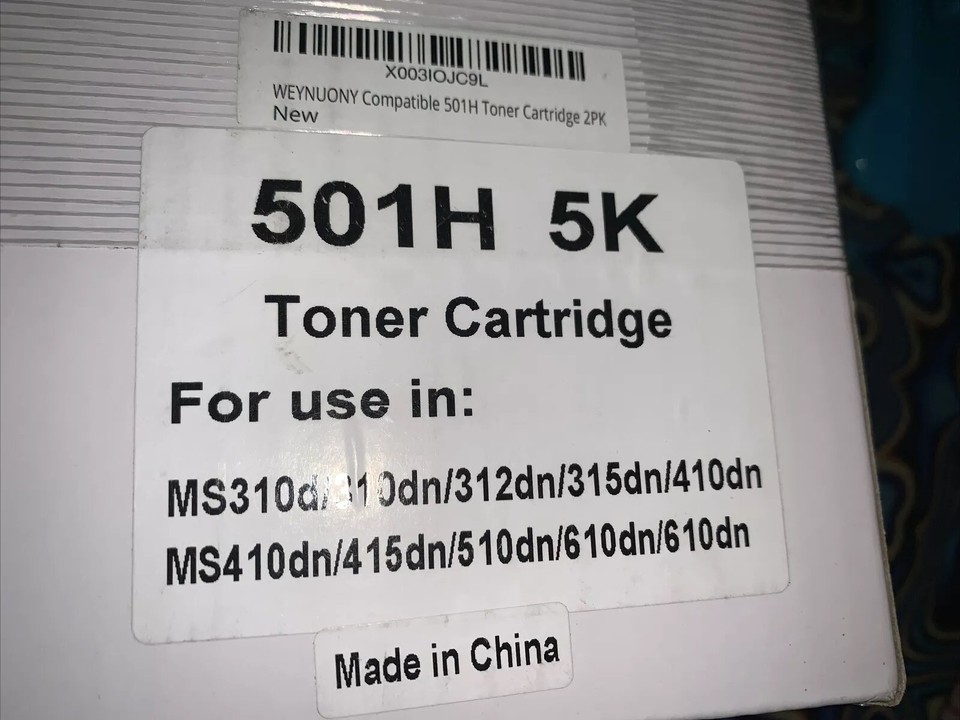 X003IOJC9L
WEYNUONY Compatible 501H Toner Cartridge 2PK
New
501H 5K
Toner Cartridge
For use in:
MS310d/310dn/312dn/315dn/410dn
MS410dn/415dn/510dn/610dn/610dn
Made in China